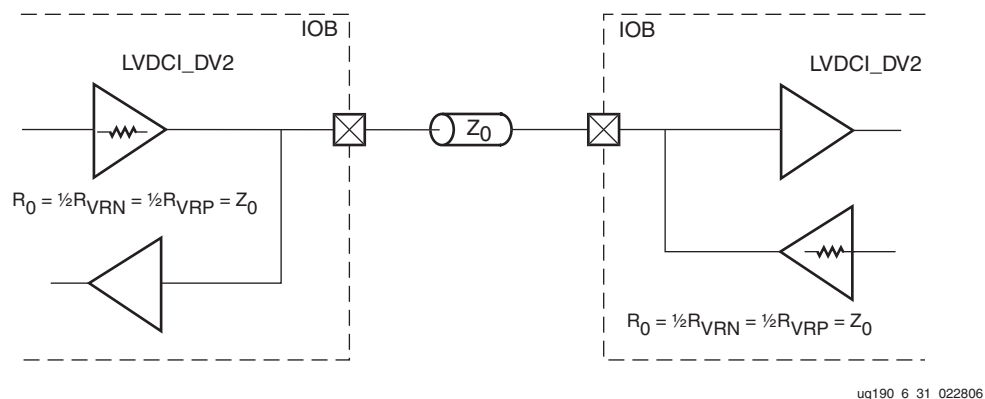 IOB
IOB
LVDCI_DV2
LVDCI_DV2
Z0
R0 = ½RVRN = ½RVRP = Z0
R0 = ½RVRN = ½RVRP = Z0
ug190_6_31_022806